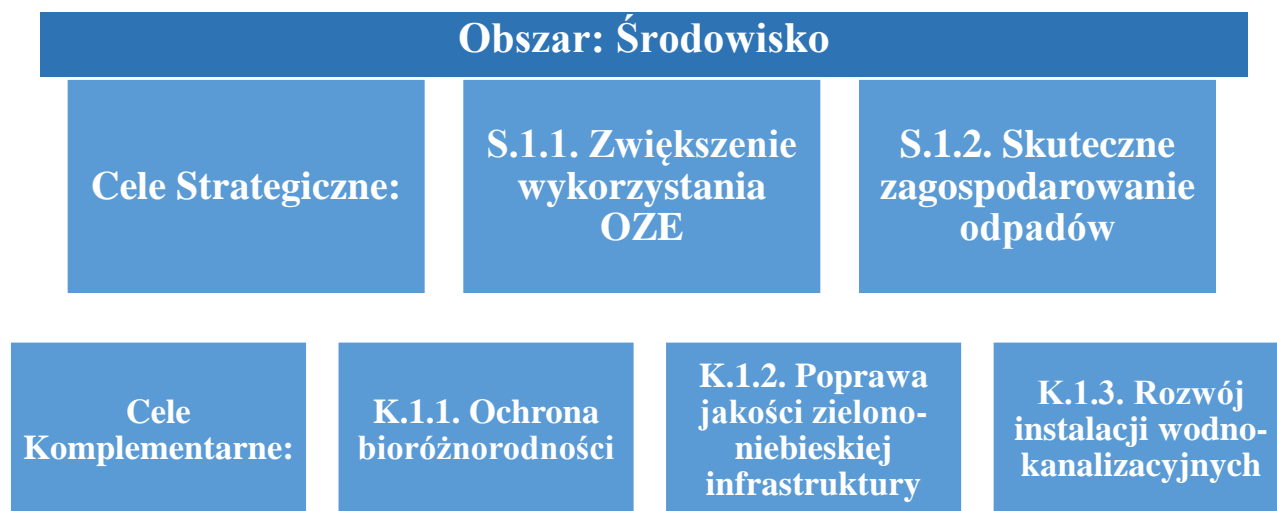 Obszar: Środowisko
Cele Strategiczne:
S.1.1. Zwiększenie
wykorzystania
OZE
S.1.2. Skuteczne
zagospodarowanie
odpadów
Cele
Komplementarne:
K.1.1. Ochrona
bioróżnorodności
K.1.2. Poprawa
jakości zielono-
niebieskiej
infrastruktury
K.1.3. Rozwój
instalacji wodno-
kanalizacyjnych